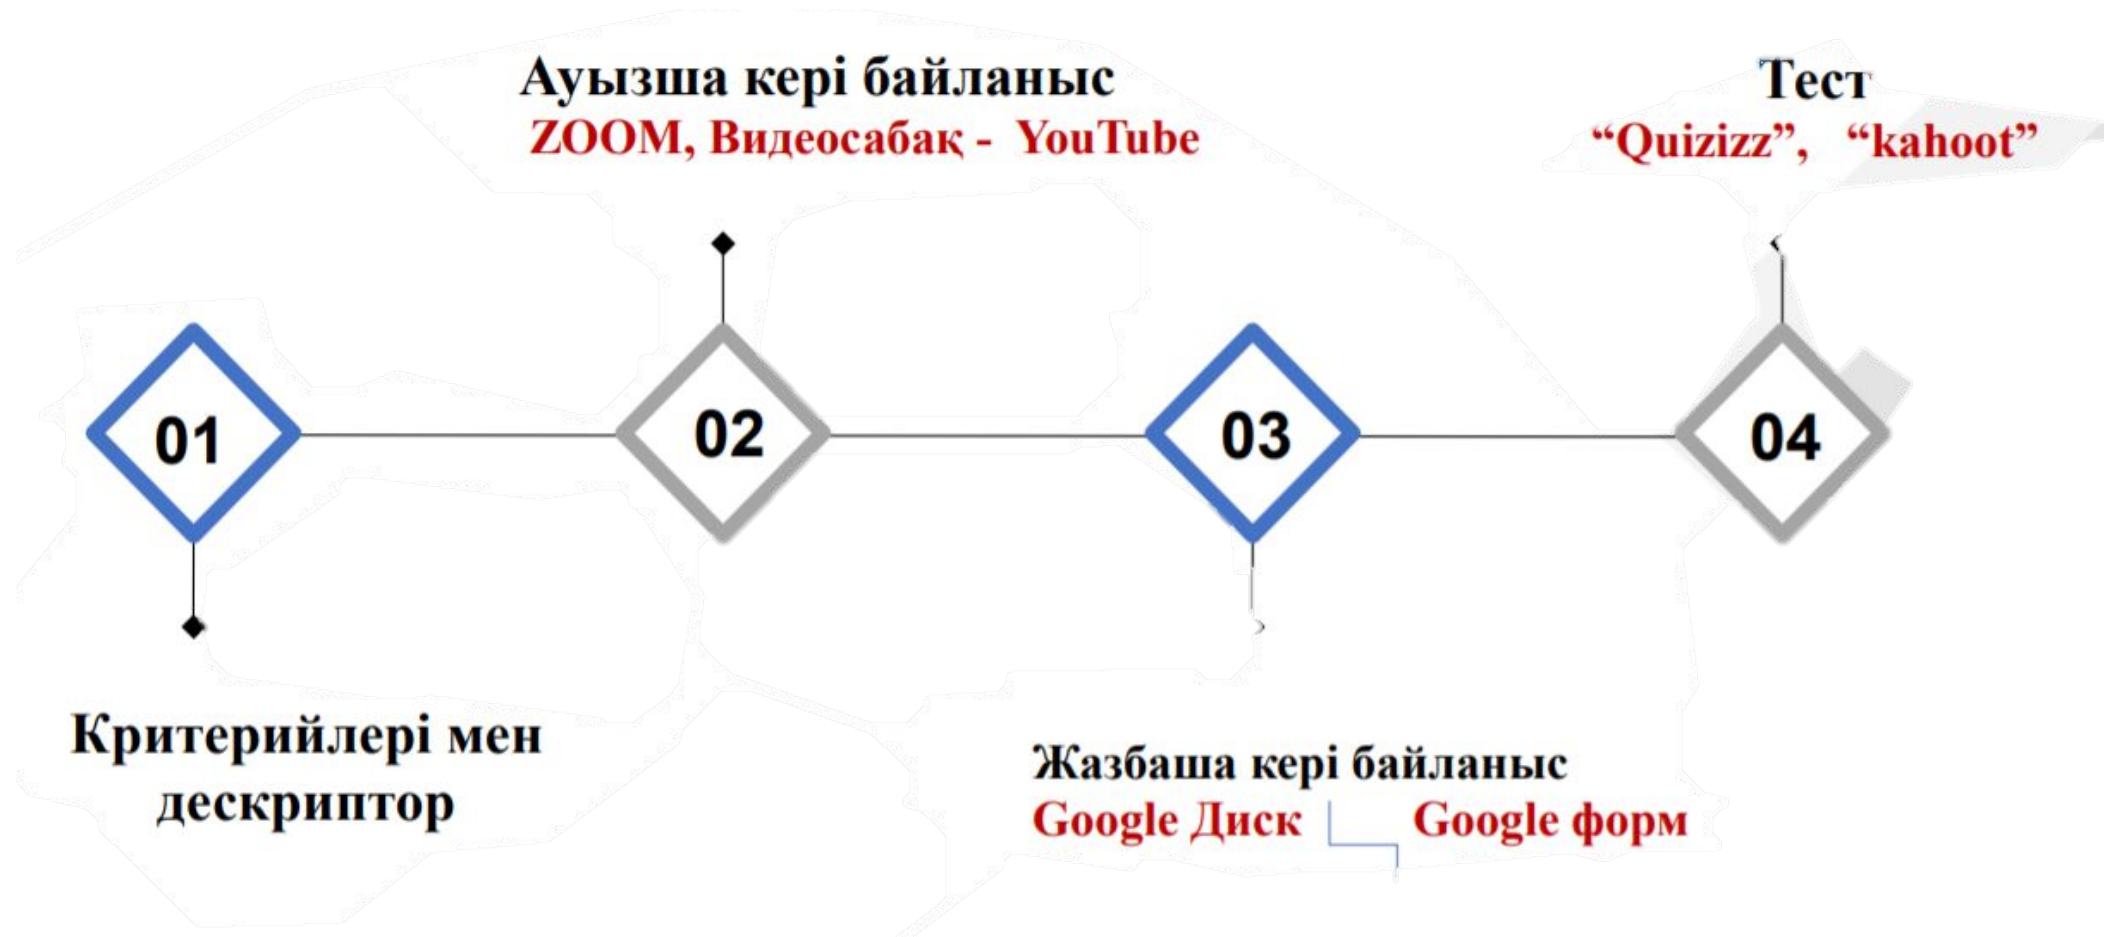 Ауызша кері байланыс
ZOOM, Видеосабақ - YouTube
Тест
“Quizizz”, “kahoot”
01
02
03
04
Критерийлері мен
дескриптор
Жазбаша кері байланыс
Google Диск Google форм